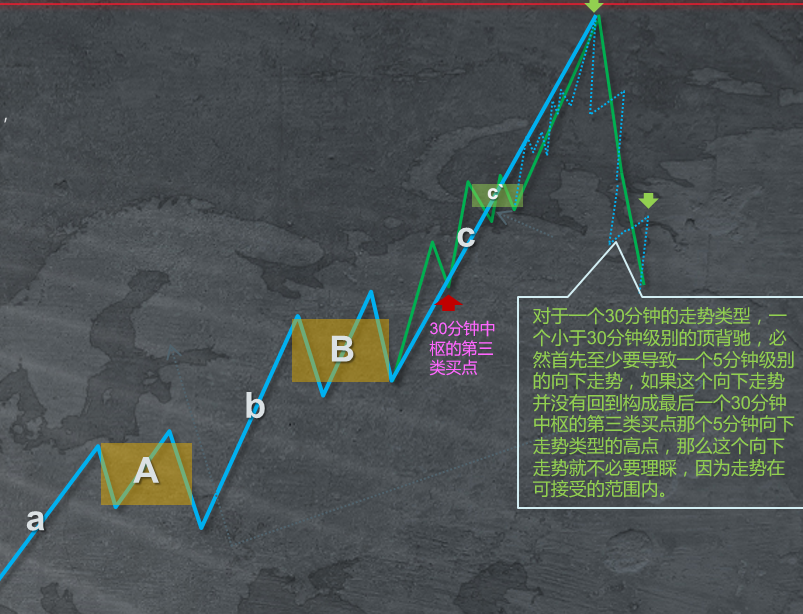 c
c
30分钟中
枢的第三
类买点
B
b
A
a
对于一个30分钟的走势类型，一
个小于30分钟级别的顶背驰，必
然首先至少要导致一个5分钟级别
的向下走势，如果这个向下走势
并没有回到构成最后一个30分钟
中枢的第三类买点那个5分钟向下
走势类型的高点，那么这个向下
走势就不必要理睬，因为走势在
可接受的范围内。